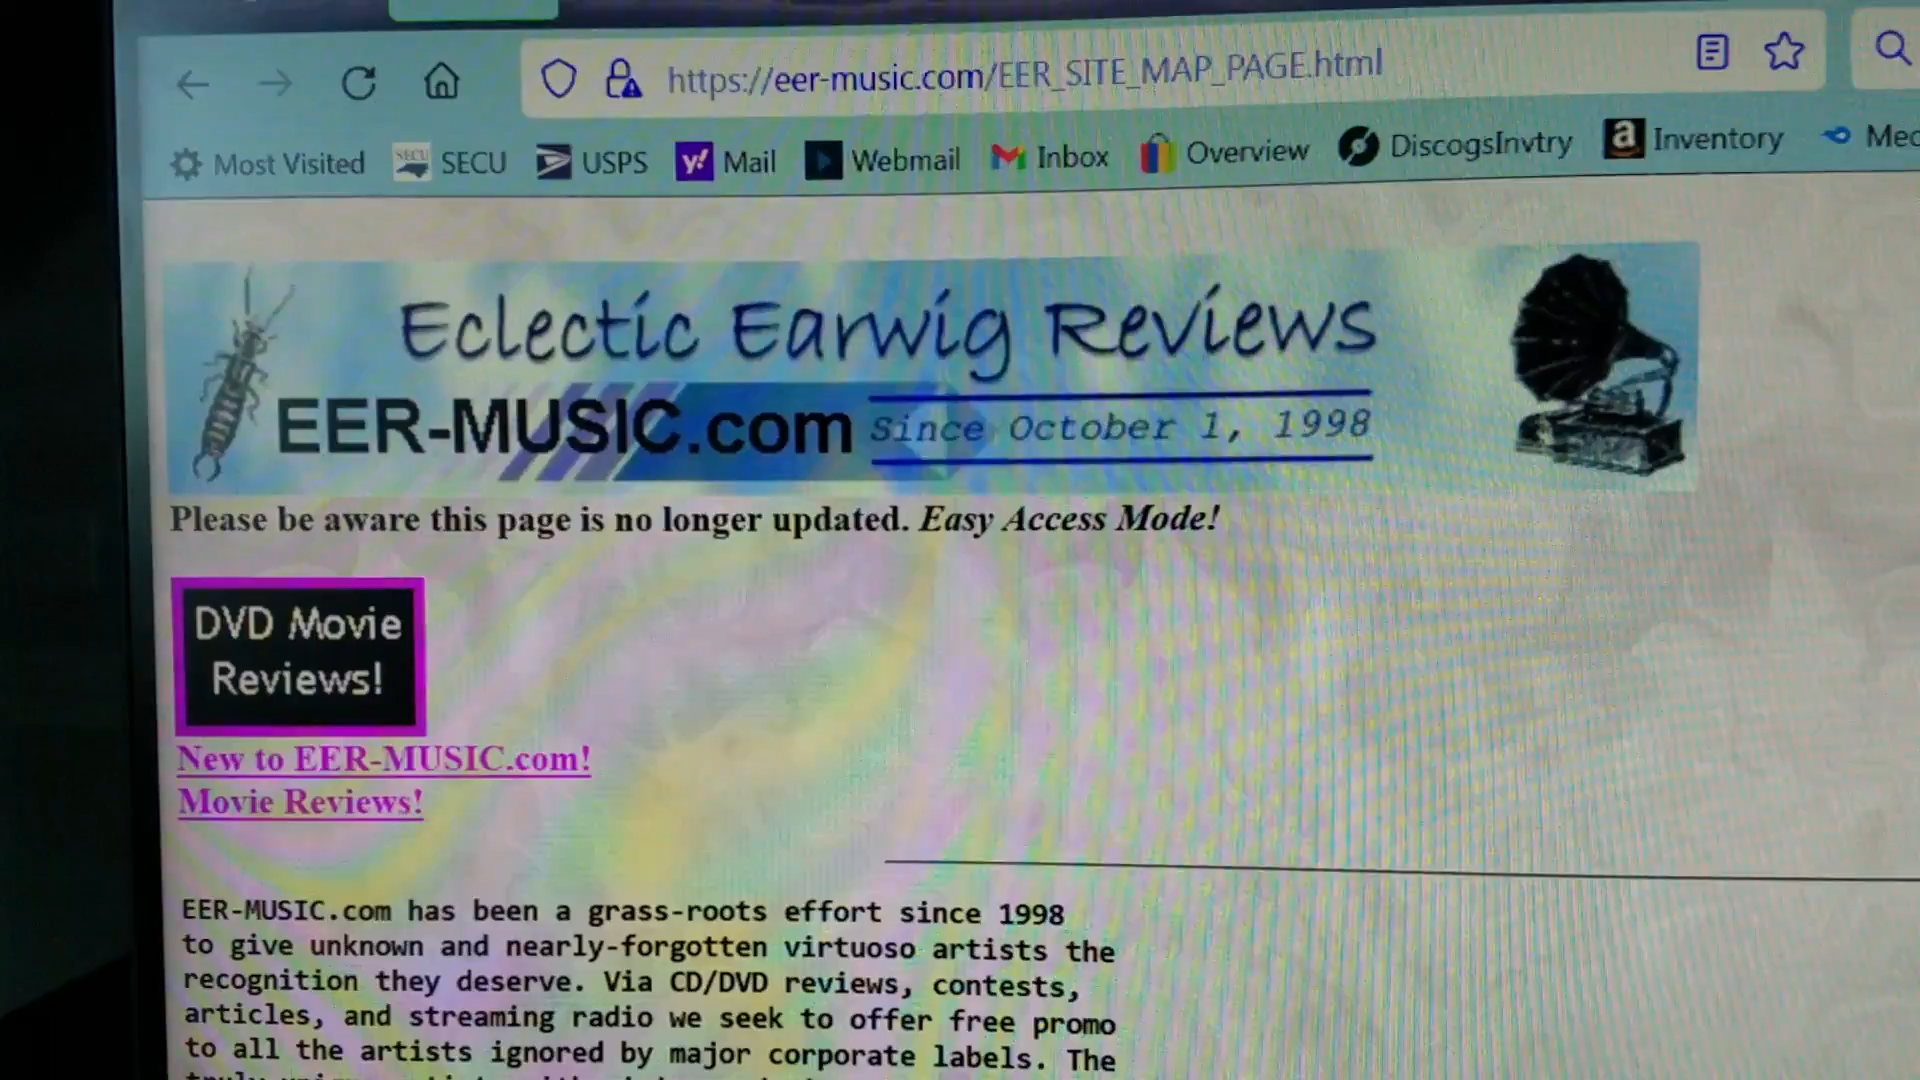 https://eer-music.com/EER_SITE_MAP_PAGE.html
Most Visited SECU SECU USPS y! Mail Webmail Inbox Overview DiscogsInvtry a Inventory
Eclectic Earwig Reviews
EER-MUSIC.com Since October 1, 1998
Please be aware this page is no longer updated. Easy Access Mode!
DVD Movie
Reviews!
New to EER-MUSIC.com!
Movie Reviews!
EER-MUSIC.com has been a grass-roots effort since 1998
to give unknown and nearly-forgotten virtuoso artists the
recognition they deserve. Via CD/DVD reviews, contests,
articles, and streaming radio we seek to offer free promo
to all the artists ignored by major corporate labels. The